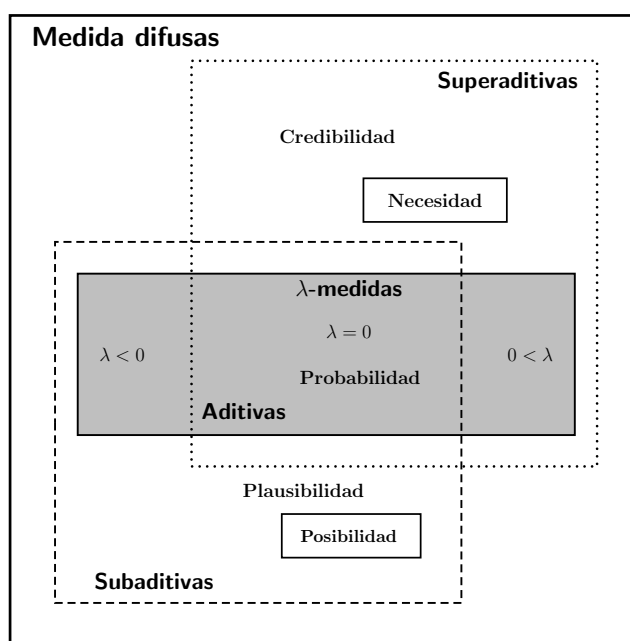 Medida difusas
Superaditivas
Credibilidad
Necesidad
λ-medidas
λ = 0
λ < 0
0 < λ
Probabilidad
Aditivas
Plausibilidad
Posibilidad
Subaditivas